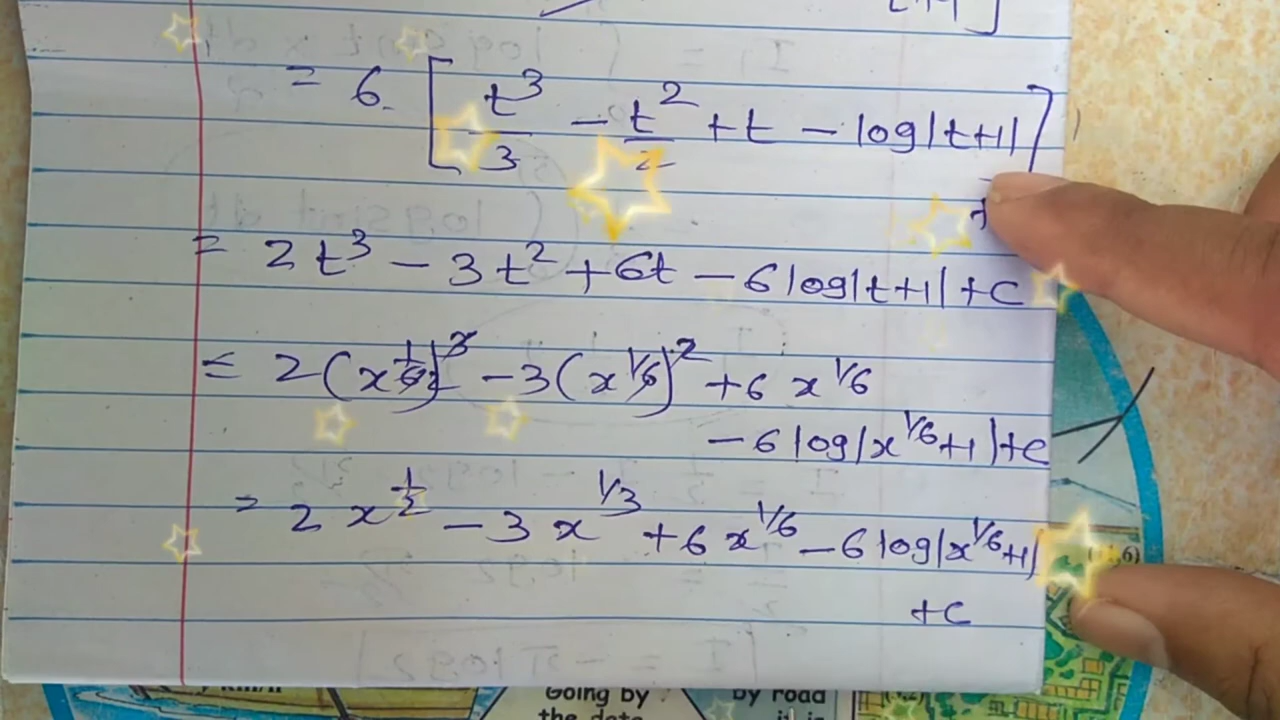 = 6 [ t³/3 - t²/2 + t - log|t+1| ]
+
= 2t³ - 3t² + 6t - 6log|t+1| + c
= 2(x^1/6)³ - 3(x^1/6)² + 6 x^1/6
- 6 log|x^1/6 + 1| + c
= 2 x^1/2 - 3 x^1/3 + 6 x^1/6 - 6 log|x^1/6 + 1|
+ c
Going by
by road